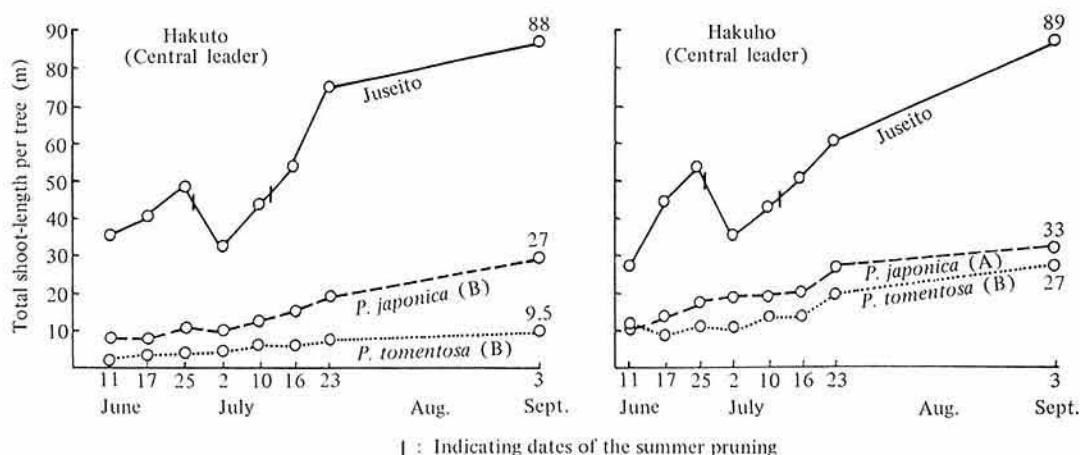 Total shoot-length per tree (m)
90
80
70
60
50
40
30
20
10
Hakuto
(Central leader)
88
Juseito
27
P. japonica (B)
9.5
P. tomentosa (B)
11 17 25 2 10 16 23 3
June July Aug. Sept.
Hakuho
(Central leader)
89
Juseito
33
P. japonica (A)
P. tomentosa (B)
27
11 17 25 2 10 16 23 3
June July Aug. Sept.
| : Indicating dates of the summer pruning